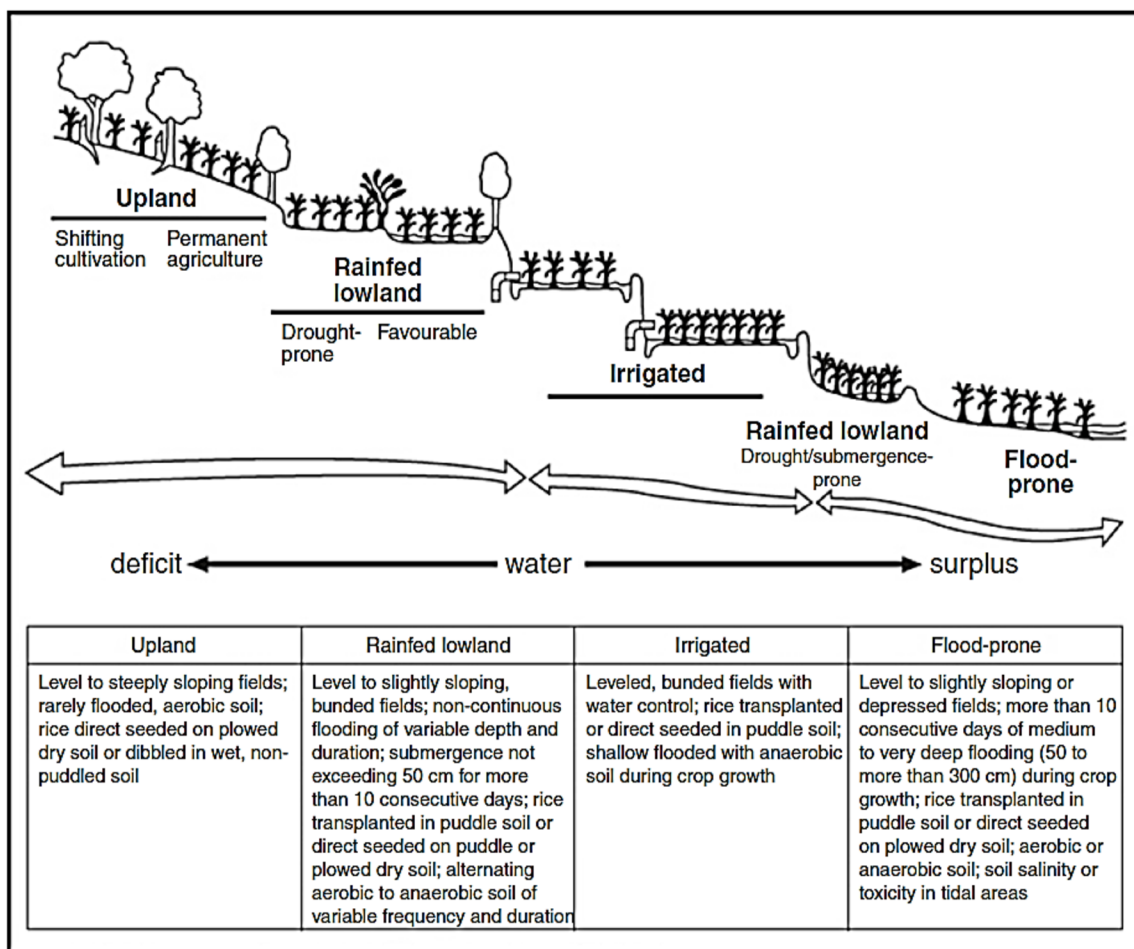 Upland
Shifting
cultivation
Permanent
agriculture
Rainfed
lowland
Drought-
prone
Favourable
Irrigated
Rainfed lowland
Drought/submergence-
prone
Flood-
prone
deficit water surplus
Upland
Level to steeply sloping fields;
rarely flooded, aerobic soil;
rice direct seeded on plowed
dry soil or dibbled in wet, non-
puddled soil
Rainfed lowland
Level to slightly sloping,
bunded fields; non-continuous
flooding of variable depth and
duration; submergence not
exceeding 50 cm for more
than 10 consecutive days; rice
transplanted in puddle soil or
direct seeded on puddle or
plowed dry soil; alternating
aerobic to anaerobic soil of
variable frequency and duration
Irrigated
Leveled, bunded fields with
water control; rice transplanted
or direct seeded in puddle soil;
shallow flooded with anaerobic
soil during crop growth
Flood-prone
Level to slightly sloping or
depressed fields; more than 10
consecutive days of medium
to very deep flooding (50 to
more than 300 cm) during crop
growth; rice transplanted in
puddle soil or direct seeded
on plowed dry soil; aerobic or
anaerobic soil; soil salinity or
toxicity in tidal areas